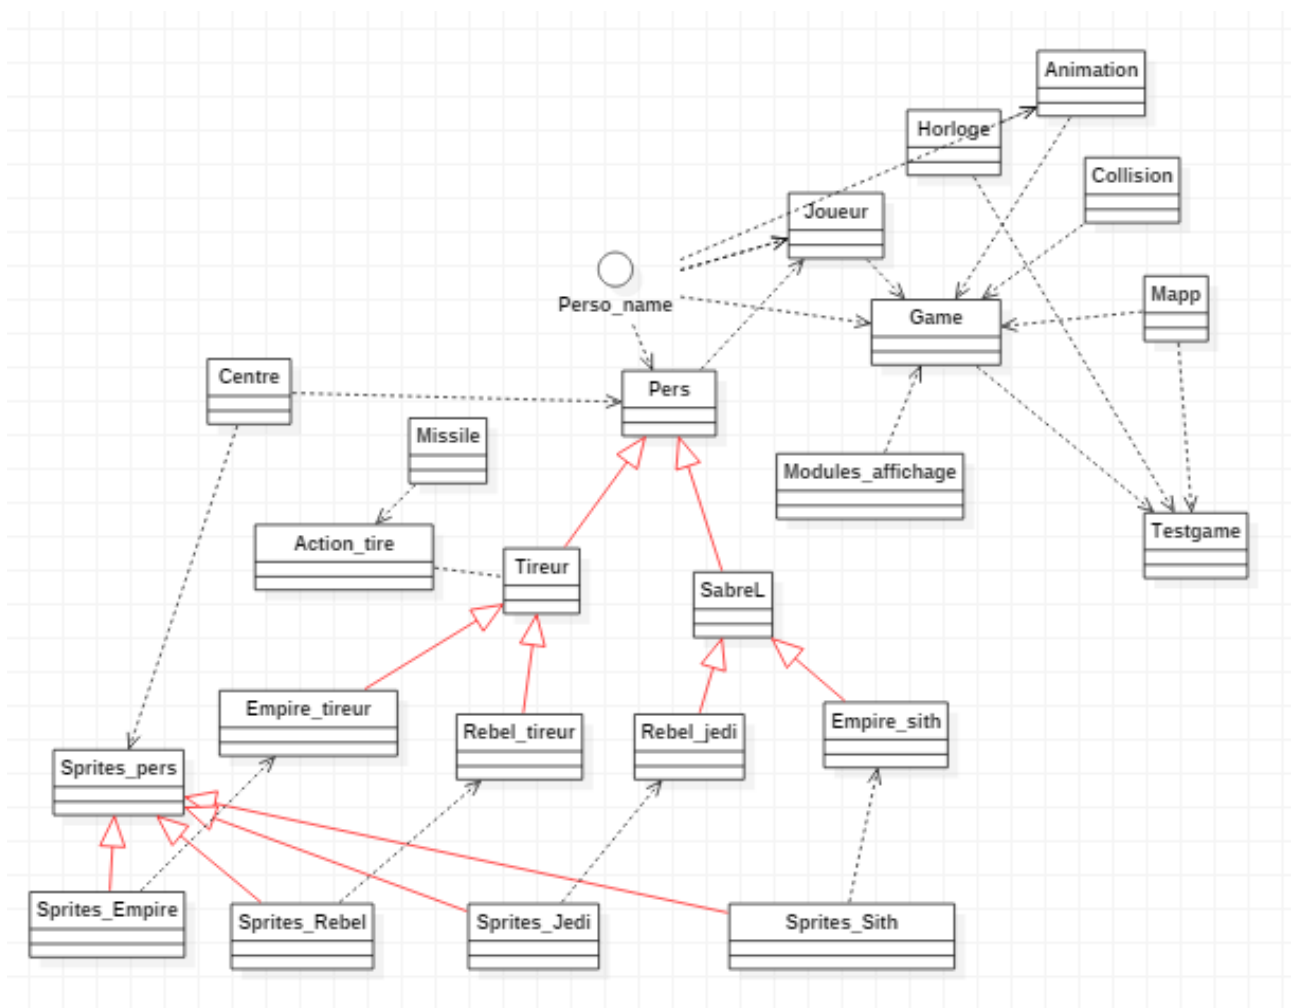 Animation
Horloge
Collision
Joueur
Perso_name
Mapp
Game
Centre
Pers
Missile
Modules_affichage
Action_tire
Testgame
Tireur
SabreL
Empire_tireur
Rebel_tireur
Rebel_jedi
Empire_sith
Sprites_pers
Sprites_Empire
Sprites_Rebel
Sprites_Jedi
Sprites_Sith